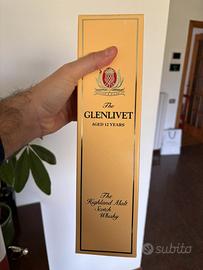 The
GLENLIVET
AGED 12 YEARS
The
Highland Malt
Scotch
Whisky
subito